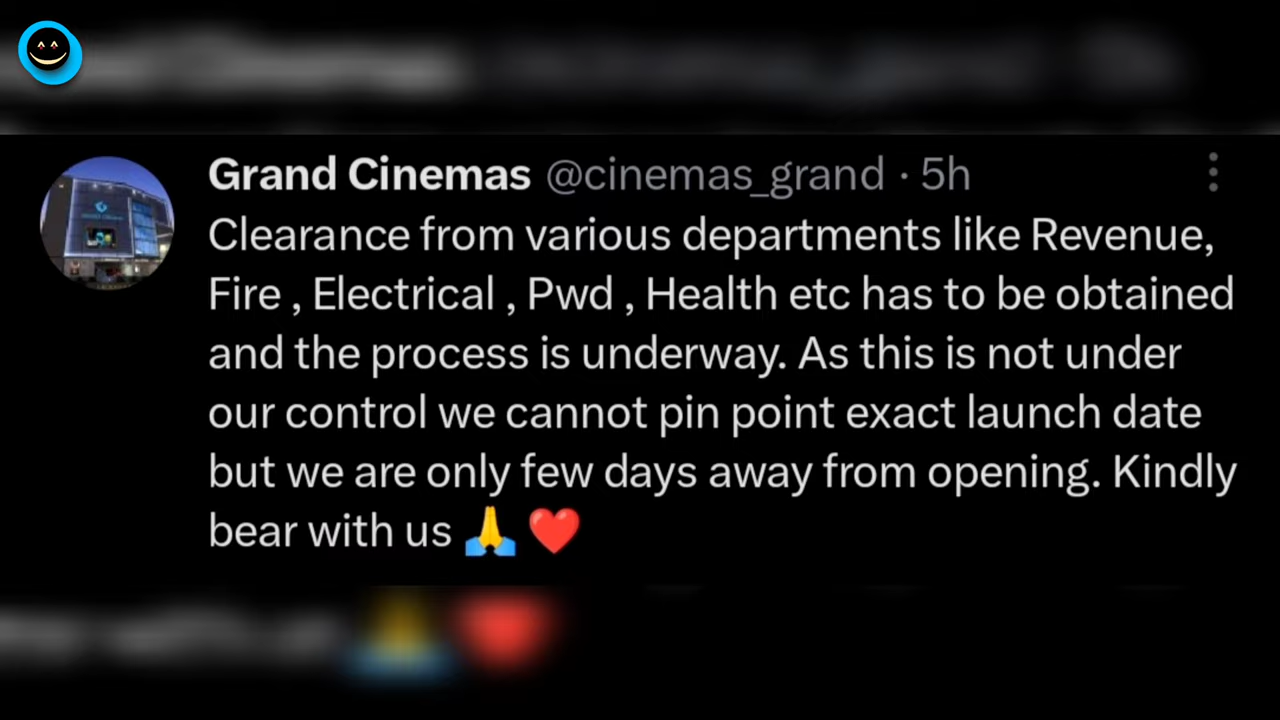 Grand Cinemas @cinemas_grand · 5h
Clearance from various departments like Revenue,
Fire , Electrical , Pwd , Health etc has to be obtained
and the process is underway. As this is not under
our control we cannot pin point exact launch date
but we are only few days away from opening. Kindly
bear with us 🙏 ❤️